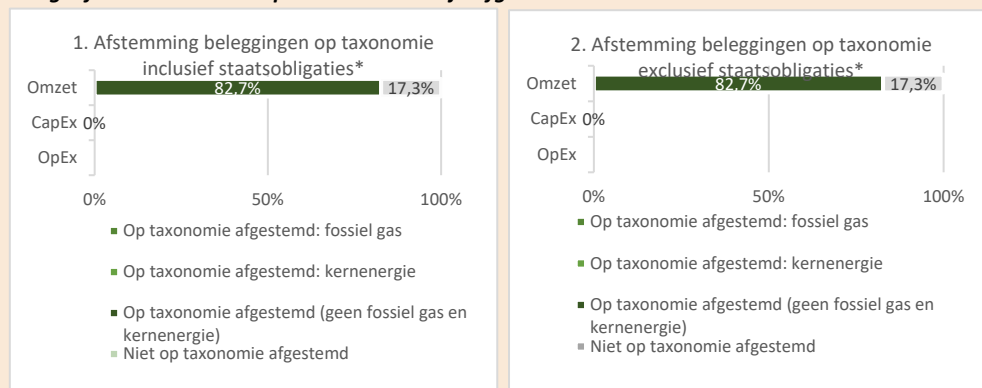 1. Afstemming beleggingen op taxonomie
inclusief staatsobligaties*
Omzet 82,7% 17,3%
CapEx 0%
OpEx
0% 50% 100%
Op taxonomie afgestemd: fossiel gas
Op taxonomie afgestemd: kernenergie
Op taxonomie afgestemd (geen fossiel gas en
kernenergie)
Niet op taxonomie afgestemd
2. Afstemming beleggingen op taxonomie
exclusief staatsobligaties*
Omzet 82,7% 17,3%
CapEx 0%
OpEx
0% 50% 100%
Op taxonomie afgestemd: fossiel gas
Op taxonomie afgestemd: kernenergie
Op taxonomie afgestemd (geen fossiel gas en
kernenergie)
Niet op taxonomie afgestemd